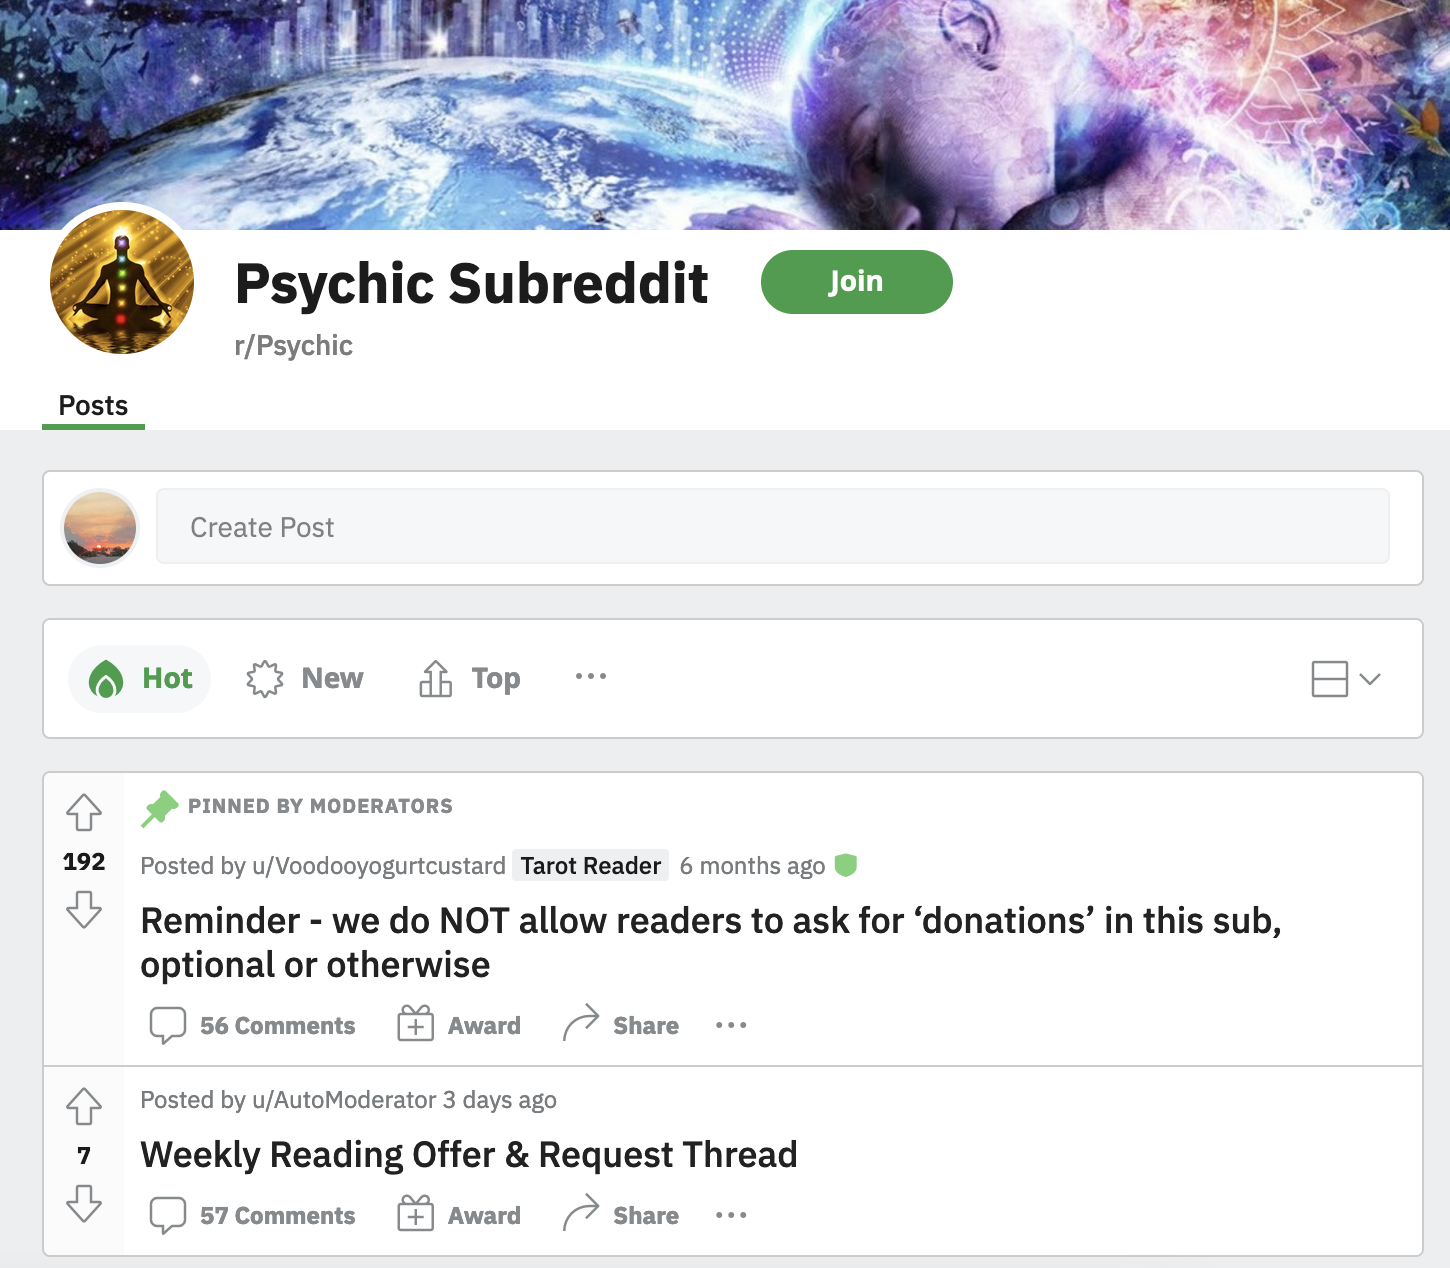 Psychic Subreddit
Join
r/Psychic
Posts
Create Post
Hot New Top ...
PINNED BY MODERATORS
192
Posted by u/Voodooyogurtcustard Tarot Reader 6 months ago
Reminder - we do NOT allow readers to ask for ‘donations’ in this sub,
optional or otherwise
56 Comments Award Share ...
Posted by u/AutoModerator 3 days ago
7
Weekly Reading Offer & Request Thread
57 Comments Award Share ...